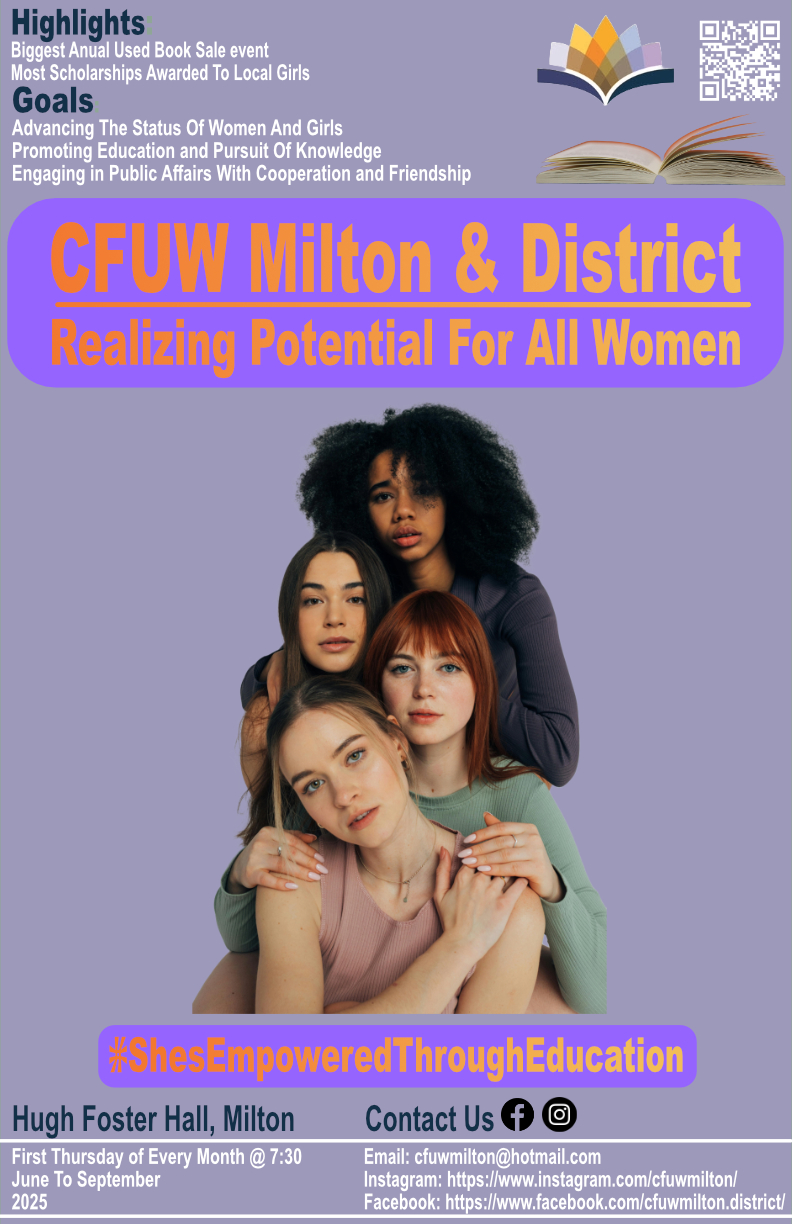 Highlights
Biggest Anual Used Book Sale event
Most Scholarships Awarded To Local Girls
Goals
Advancing The Status Of Women And Girls
Promoting Education and Pursuit Of Knowledge
Engaging in Public Affairs With Cooperation and Friendship
CFUW Milton & District
Realizing Potential For All Women
#ShesEmpoweredThroughEducation
Hugh Foster Hall, Milton
First Thursday of Every Month @ 7:30
June To September
2025
Contact Us
Email: cfuwmilton@hotmail.com
Instagram: https://www.instagram.com/cfuwmilton/
Facebook: https://www.facebook.com/cfuwmilton.district/